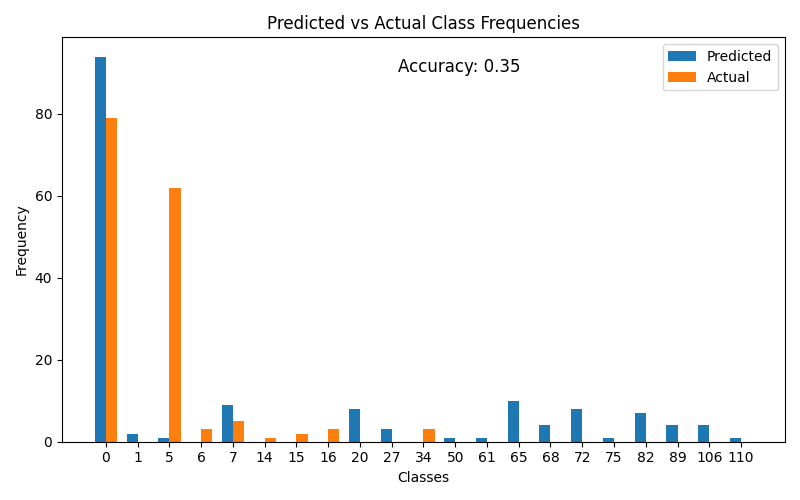 Predicted vs Actual Class Frequencies
Accuracy: 0.35
Predicted
Actual
Frequency
80
60
40
20
0
0 1 5 6 7 14 15 16 20 27 34 50 61 65 68 72 75 82 89 106 110
Classes